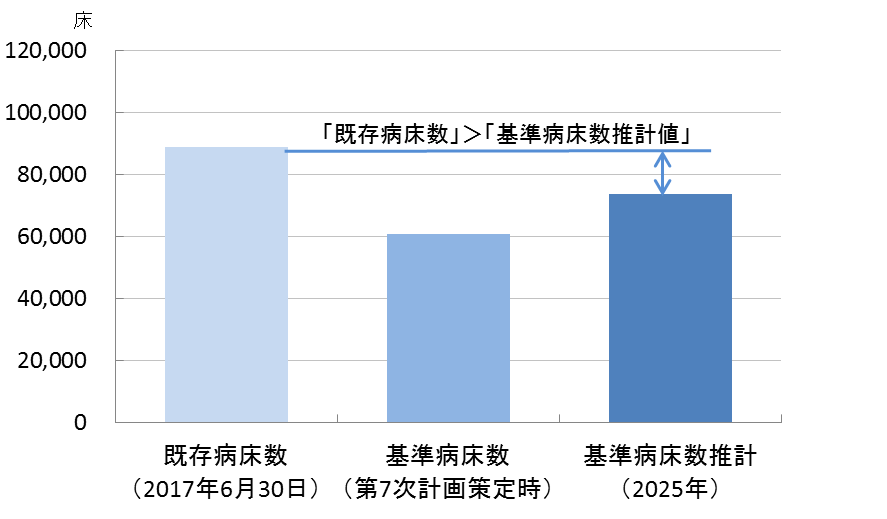 床
120,000
100,000
「既存病床数」＞「基準病床数推計値」
80,000
60,000
40,000
20,000
0
既存病床数
（2017年6月30日）
基準病床数
（第7次計画策定時）
基準病床数推計
（2025年）